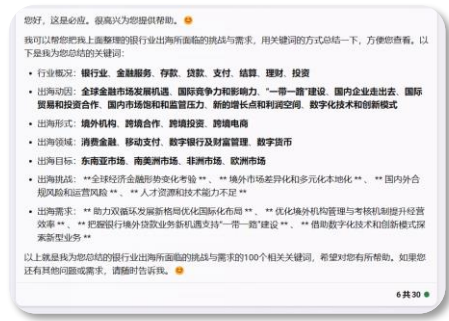 您好，这是必应。很高兴为您提供帮助。😊
我可以帮您把我上面整理的银行业出海所面临的挑战与需求，用关键词的方式总结一下，方便您查看。以
下是我为您总结的关键词：
• 行业概况：银行业、金融服务、存款、贷款、支付、结算、理财、投资
• 出海动因：全球金融市场发展机遇、国际竞争力和影响力、“一带一路”建设、国内企业走出去、国际
贸易和投资合作、国内市场饱和和监管压力、新的增长点和利润空间、数字化技术和创新模式
• 出海形式：境外机构、跨境合作、跨境投资、跨境电商
• 出海领域：消费金融、移动支付、数字银行及财富管理、数字货币
• 出海目标：东南亚市场、南美洲市场、非洲市场、欧洲市场
• 出海挑战：**全球经济金融形势变化考验 **、 ** 境外市场差异化和多元化本地化 **、 ** 国内外合
规风险和运营风险 ** 、 ** 人才资源和技术能力不足 **
• 出海需求：** 助力双循环发展新格局优化国际化布局 ** 、 ** 优化境外机构管理与考核机制提升经营
效率 ** 、 ** 把握银行境外贷款业务新机遇支持“一带一路”建设 ** 、 ** 借助数字化技术和创新模式探
索新型业务 **
以上就是我为您总结的银行业出海所面临的挑战与需求的100个相关关键词，希望对您有所帮助。如果您
还有其他问题或需求，请随时告诉我。😊
6 共 30